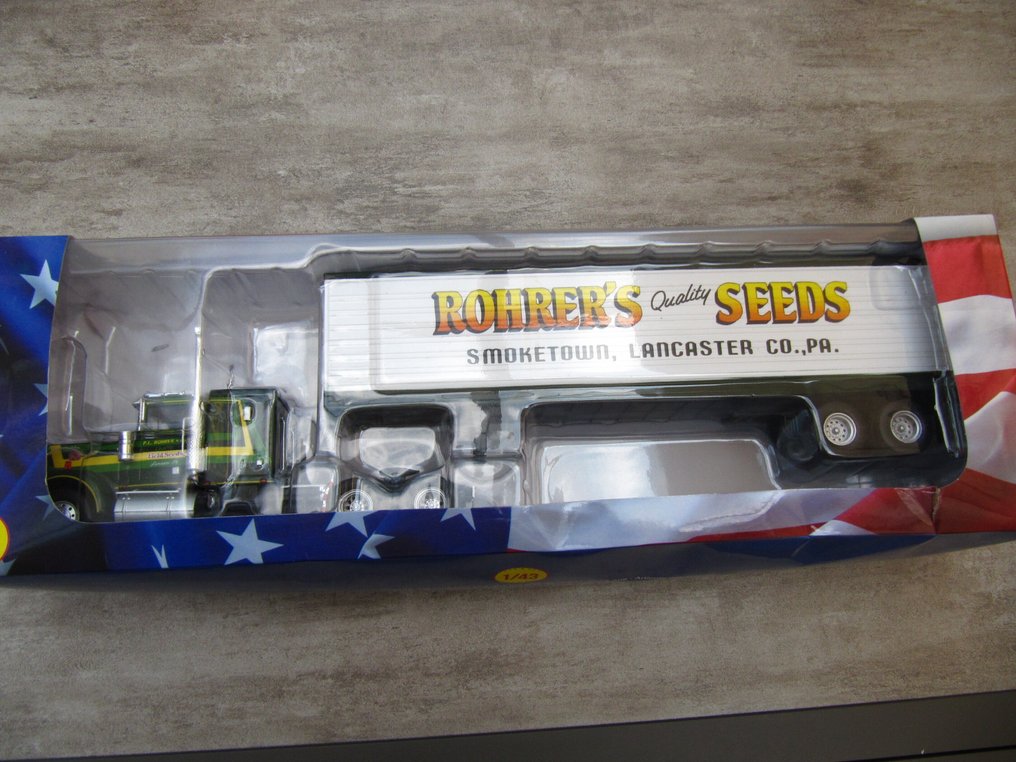 ROHRER'S Quality SEEDS
SMOKETOWN, LANCASTER CO.,PA.
1/43